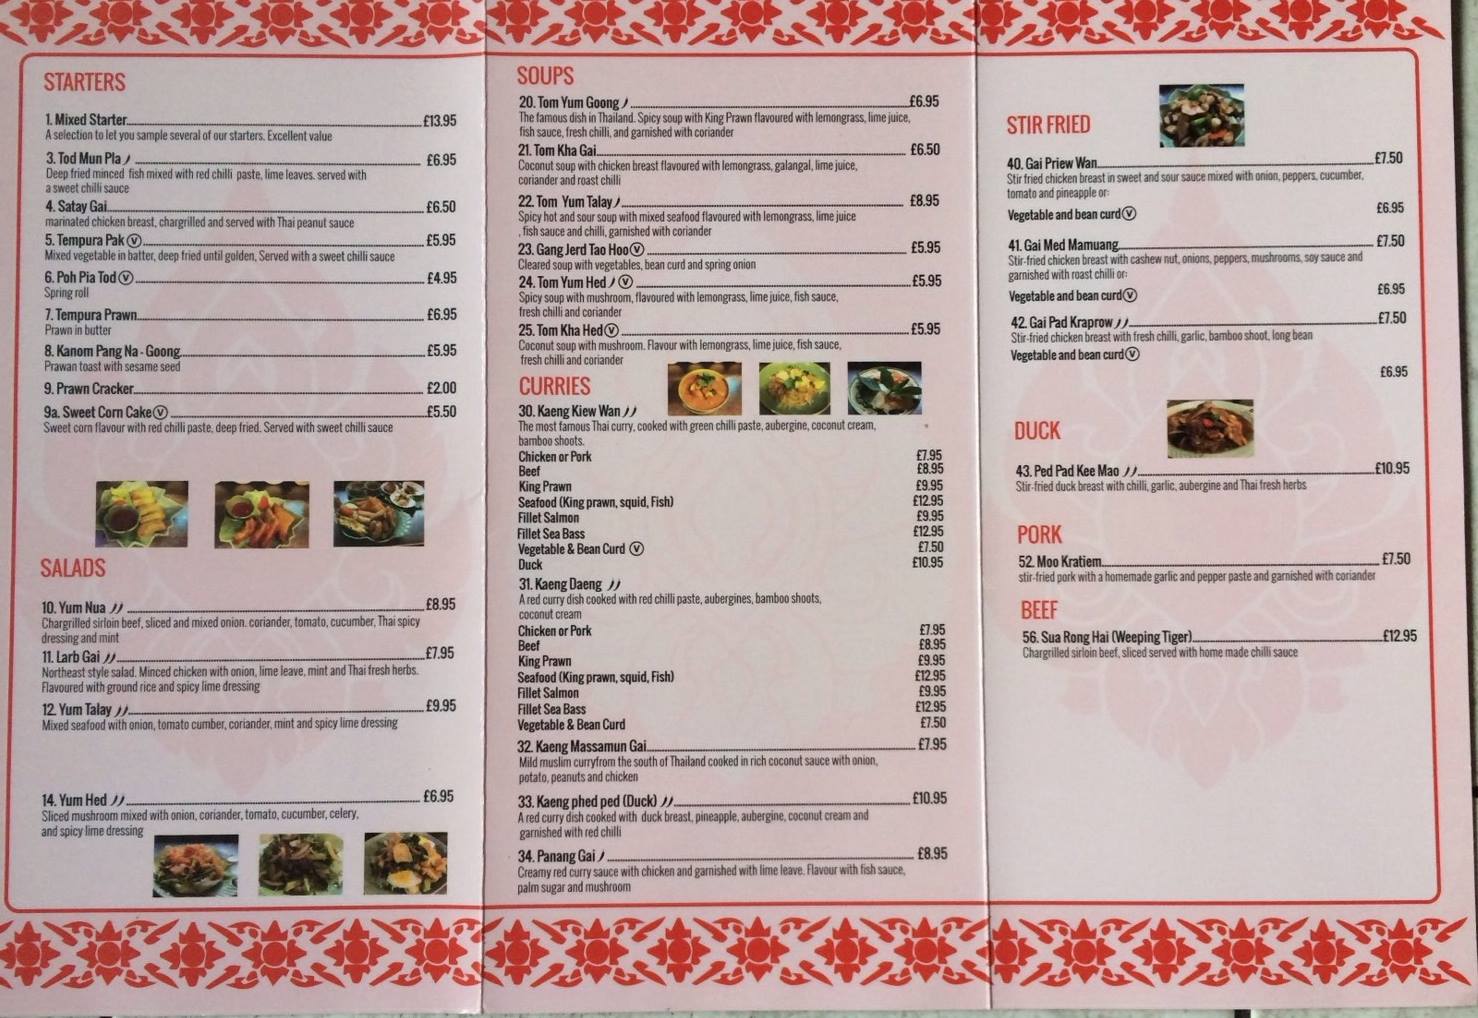 STARTERS
1. Mixed Starter £13.95
A selection to let you sample several of our starters. Excellent value
3. Tod Mun Pla £6.95
Deep fried minced fish mixed with red chilli paste, lime leaves. served with
a sweet chilli sauce
4. Satay Gai £6.50
marinated chicken breast, chargrilled and served with Thai peanut sauce
5. Tempura Pak Ⓥ £5.95
Mixed vegetable in batter, deep fried until golden, Served with a sweet chilli sauce
6. Poh Pia Tod Ⓥ £4.95
Spring roll
7. Tempura Prawn £6.95
Prawn in butter
8. Kanom Pang Na - Goong £5.95
Prawan toast with sesame seed
9. Prawn Cracker £2.00
9a. Sweet Corn Cake Ⓥ £5.50
Sweet corn flavour with red chilli paste, deep fried. Served with sweet chilli sauce
SALADS
10. Yum Nua £8.95
Chargrilled sirloin beef, sliced and mixed onion. coriander, tomato, cucumber, Thai spicy
dressing and mint
11. Larb Gai £7.95
Northeast style salad. Minced chicken with onion, lime leave, mint and Thai fresh herbs.
Flavoured with ground rice and spicy lime dressing
12. Yum Talay £9.95
Mixed seafood with onion, tomato cumber, coriander, mint and spicy lime dressing
14. Yum Hed £6.95
Sliced mushroom mixed with onion, coriander, tomato, cucumber, celery,
and spicy lime dressing
SOUPS
20. Tom Yum Goong £6.95
The famous dish in Thailand. Spicy soup with King Prawn flavoured with lemongrass, lime juice,
fish sauce, fresh chilli, and garnished with coriander
21. Tom Kha Gai £6.50
Coconut soup with chicken breast flavoured with lemongrass, galangal, lime juice,
coriander and roast chilli
22. Tom Yum Talay £8.95
Spicy hot and sour soup with mixed seafood flavoured with lemongrass, lime juice
, fish sauce and chilli, garnished with coriander
23. Gang Jerd Tao Hoo Ⓥ £5.95
Cleared soup with vegetables, bean curd and spring onion
24. Tom Yum Hed Ⓥ £5.95
Spicy soup with mushroom, flavoured with lemongrass, lime juice, fish sauce,
fresh chilli and coriander
25. Tom Kha Hed Ⓥ £5.95
Coconut soup with mushroom. Flavour with lemongrass, lime juice, fish sauce,
fresh chilli and coriander
CURRIES
30. Kaeng Kiew Wan
The most famous Thai curry, cooked with green chilli paste, aubergine, coconut cream,
bamboo shoots.
Chicken or Pork £7.95
Beef £8.95
King Prawn £9.95
Seafood (King prawn, squid, Fish) £12.95
Fillet Salmon £9.95
Fillet Sea Bass £12.95
Vegetable & Bean Curd Ⓥ £7.50
Duck £10.95
31. Kaeng Daeng
A red curry dish cooked with red chilli paste, aubergines, bamboo shoots,
coconut cream
Chicken or Pork £7.95
Beef £8.95
King Prawn £9.95
Seafood (King prawn, squid, Fish) £12.95
Fillet Salmon £9.95
Fillet Sea Bass £12.95
Vegetable & Bean Curd £7.50
32. Kaeng Massamun Gai £7.95
Mild muslim curryfrom the south of Thailand cooked in rich coconut sauce with onion,
potato, peanuts and chicken
33. Kaeng phed ped (Duck) £10.95
A red curry dish cooked with duck breast, pineapple, aubergine, coconut cream and
garnished with red chilli
34. Panang Gai £8.95
Creamy red curry sauce with chicken and garnished with lime leave. Flavour with fish sauce,
palm sugar and mushroom
STIR FRIED
40. Gai Priew Wan £7.50
Stir fried chicken breast in sweet and sour sauce mixed with onion, peppers, cucumber,
tomato and pineapple or:
Vegetable and bean curd Ⓥ £6.95
41. Gai Med Mamuang £7.50
Stir-fried chicken breast with cashew nut, onions, peppers, mushrooms, soy sauce and
garnished with roast chilli or:
Vegetable and bean curd Ⓥ £6.95
42. Gai Pad Kraprow £7.50
Stir-fried chicken breast with fresh chilli, garlic, bamboo shoot, long bean
Vegetable and bean curd Ⓥ
£6.95
DUCK
43. Ped Pad Kee Mao £10.95
Stir-fried duck breast with chilli, garlic, aubergine and Thai fresh herbs
PORK
52. Moo Kratiem £7.50
stir-fried pork with a homemade garlic and pepper paste and garnished with coriander
BEEF
56. Sua Rong Hai (Weeping Tiger) £12.95
Chargrilled sirloin beef, sliced served with home made chilli sauce